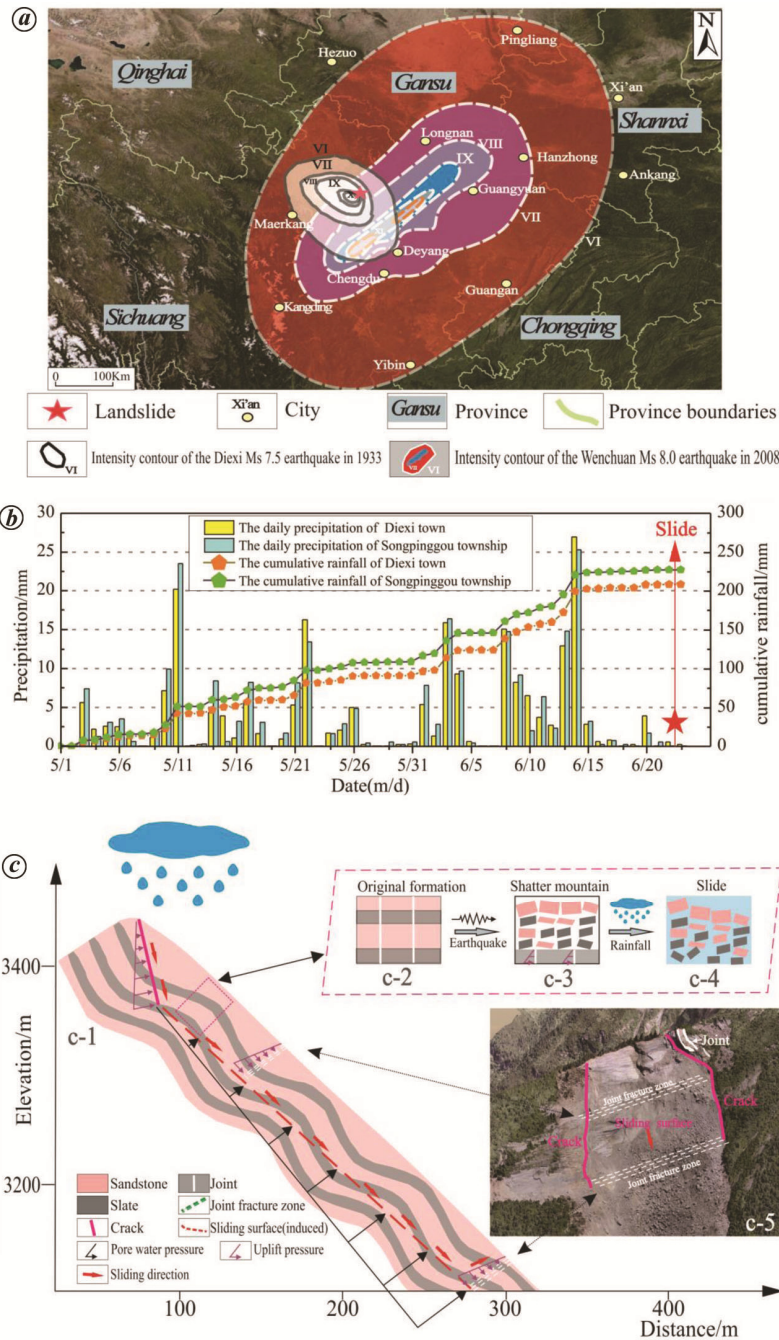 a
N
Pingliang
Hezuo
Qinghai
Gansu
Xi'an
Shannxi
Longnan
VIII
VI
VII
IX
Hanzhong
VIII
IX
Ankang
Guangyuan
Maerkang
VII
VI
Deyang
Chengdu
Guangan
Kangding
Sichuang
Chongqing
Yibin
0 100Km
Landslide
Xi'an
City
Gansu
Province
Province boundaries
VI
Intensity contour of the Diexi Ms 7.5 earthquake in 1933
VII
VI
Intensity contour of the Wenchuan Ms 8.0 earthquake in 2008
b
The daily precipitation of Diexi town
The daily precipitation of Songpinggou township
The cumulative rainfall of Diexi town
The cumulative rainfall of Songpinggou township
Slide
Precipitation/mm
30
25
20
15
10
5
0
cumulative rainfall/mm
300
250
200
150
100
50
0
5/1 5/6 5/11 5/16 5/21 5/26 5/31 6/5 6/10 6/15 6/20
Date(m/d)
c
Original formation
Shatter mountain
Slide
Earthquake
Rainfall
c-2
c-3
c-4
Elevation/m
3400
3200
c-1
Joint
Joint fracture zone
Crack
Crack
Sliding surface
Joint fracture zone
c-5
Sandstone
Joint
Slate
Joint fracture zone
Crack
Sliding surface(induced)
Pore water pressure
Uplift pressure
Sliding direction
100 200 300 400
Distance/m